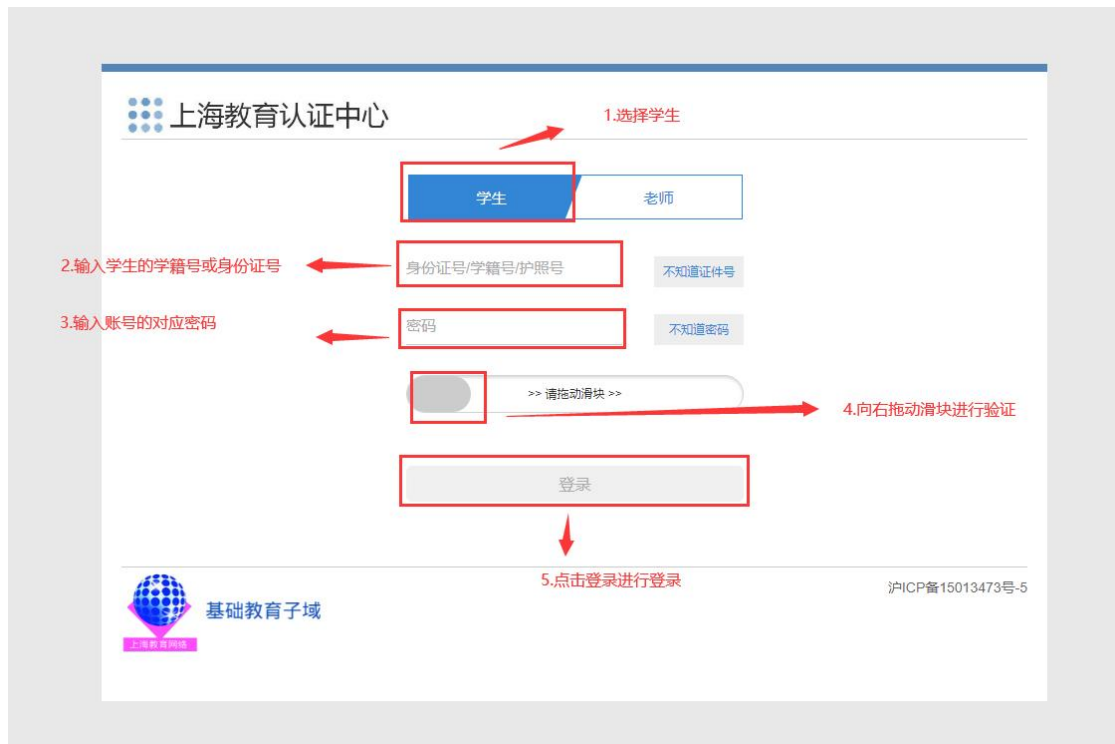 上海教育认证中心
1.选择学生
学生
老师
2.输入学生的学籍号或身份证号
身份证号/学籍号/护照号
不知道证件号
3.输入账号的对应密码
密码
不知道密码
>> 请拖动滑块 >>
4.向右拖动滑块进行验证
登录
5.点击登录进行登录
沪ICP备15013473号-5
基础教育子域
上海教育网络